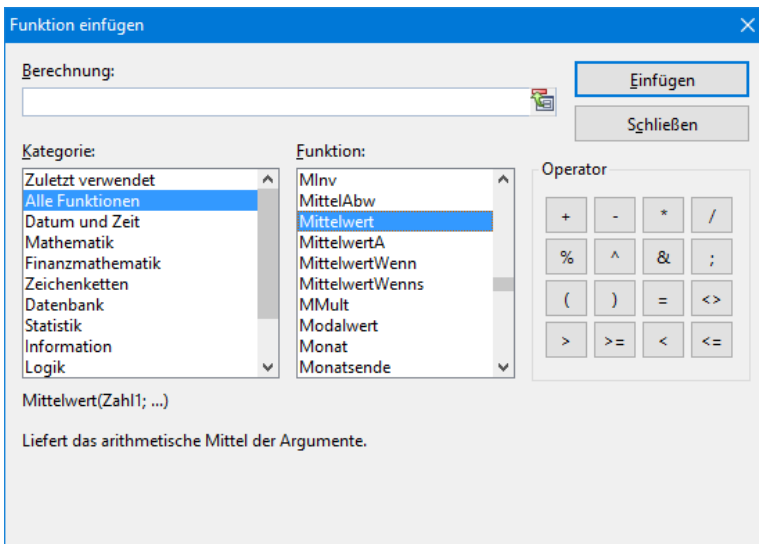 Funktion einfügen
Berechnung:
Einfügen
Schließen
Kategorie:
Zuletzt verwendet
Alle Funktionen
Datum und Zeit
Mathematik
Finanzmathematik
Zeichenketten
Datenbank
Statistik
Information
Logik
Funktion:
MInv
MittelAbw
Mittelwert
MittelwertA
MittelwertWenn
MittelwertWenns
MMult
Modalwert
Monat
Monatsende
Operator
+ - * /
% ^ & ;
( ) = <>
> >= < <=
Mittelwert(Zahl1; ...)
Liefert das arithmetische Mittel der Argumente.